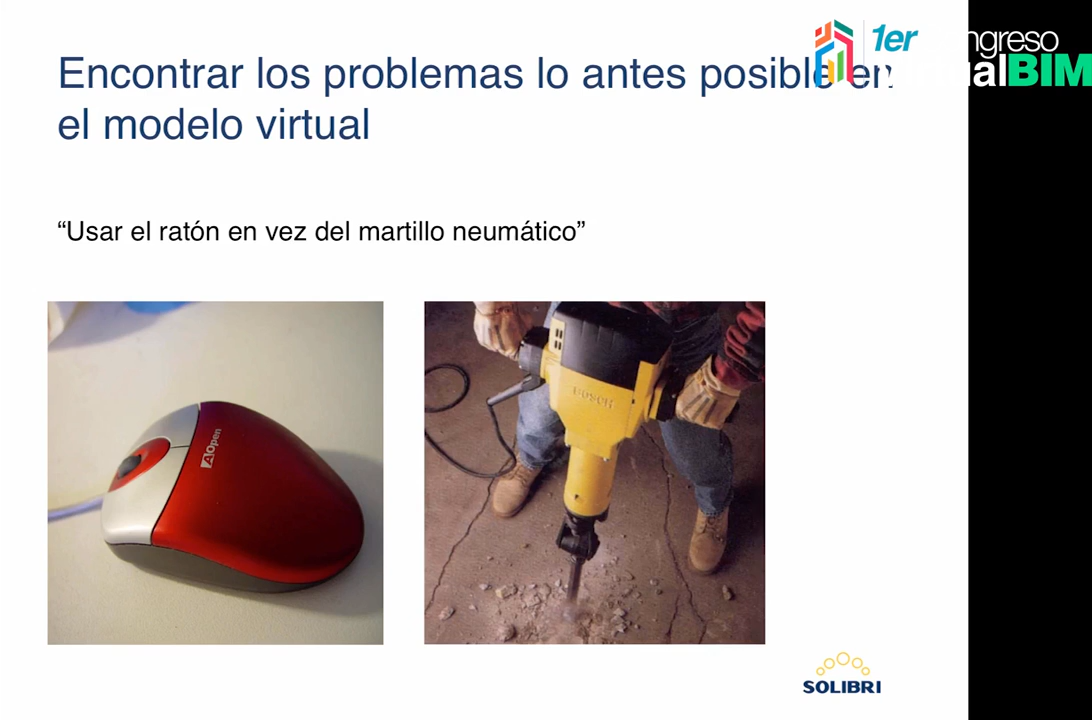 1er ngreso
BIM
Encontrar los problemas lo antes posible en
el modelo virtual
“Usar el ratón en vez del martillo neumático”
AOpen
BOSCH
SOLIBRI